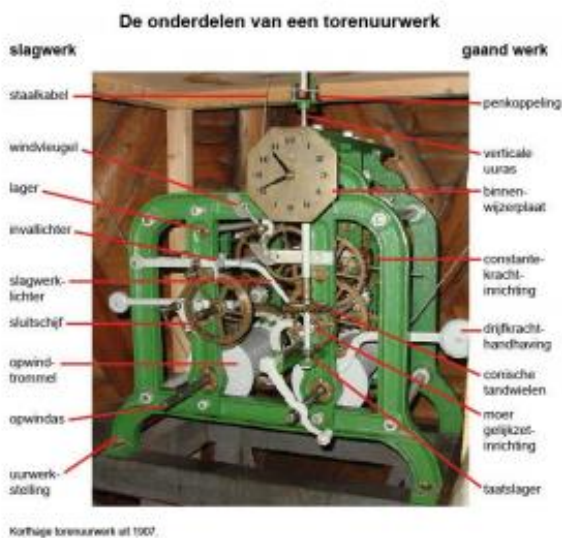 De onderdelen van een torenuurwerk
slagwerk
gaand werk
staalkabel
windvleugel
lager
invallichter
slagwerk-
lichter
sluitschijf
opwind-
trommel
opwindas
uurwerk-
stelling
penkoppeling
verticale
uuras
binnen-
wijzerplaat
constante-
kracht-
inrichting
drijfkracht-
handhaving
conische
tandwielen
moer
gelijkzet-
inrichting
taatslager
Korfhage torenuurwerk uit 1907.